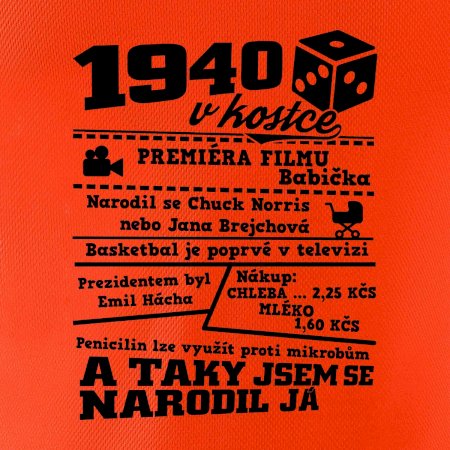 1940
v kostce
PREMIÉRA FILMU
Babička
Narodil se Chuck Norris
nebo Jana Brejchová
Basketbal je poprvé v televizi
Prezidentem byl
Emil Hácha
Nákup:
CHLEBA ... 2,25 KČS
MLÉKO
1,60 KČS
Penicilin lze využít proti mikrobům
A TAKY JSEM SE
NARODIL JÁ